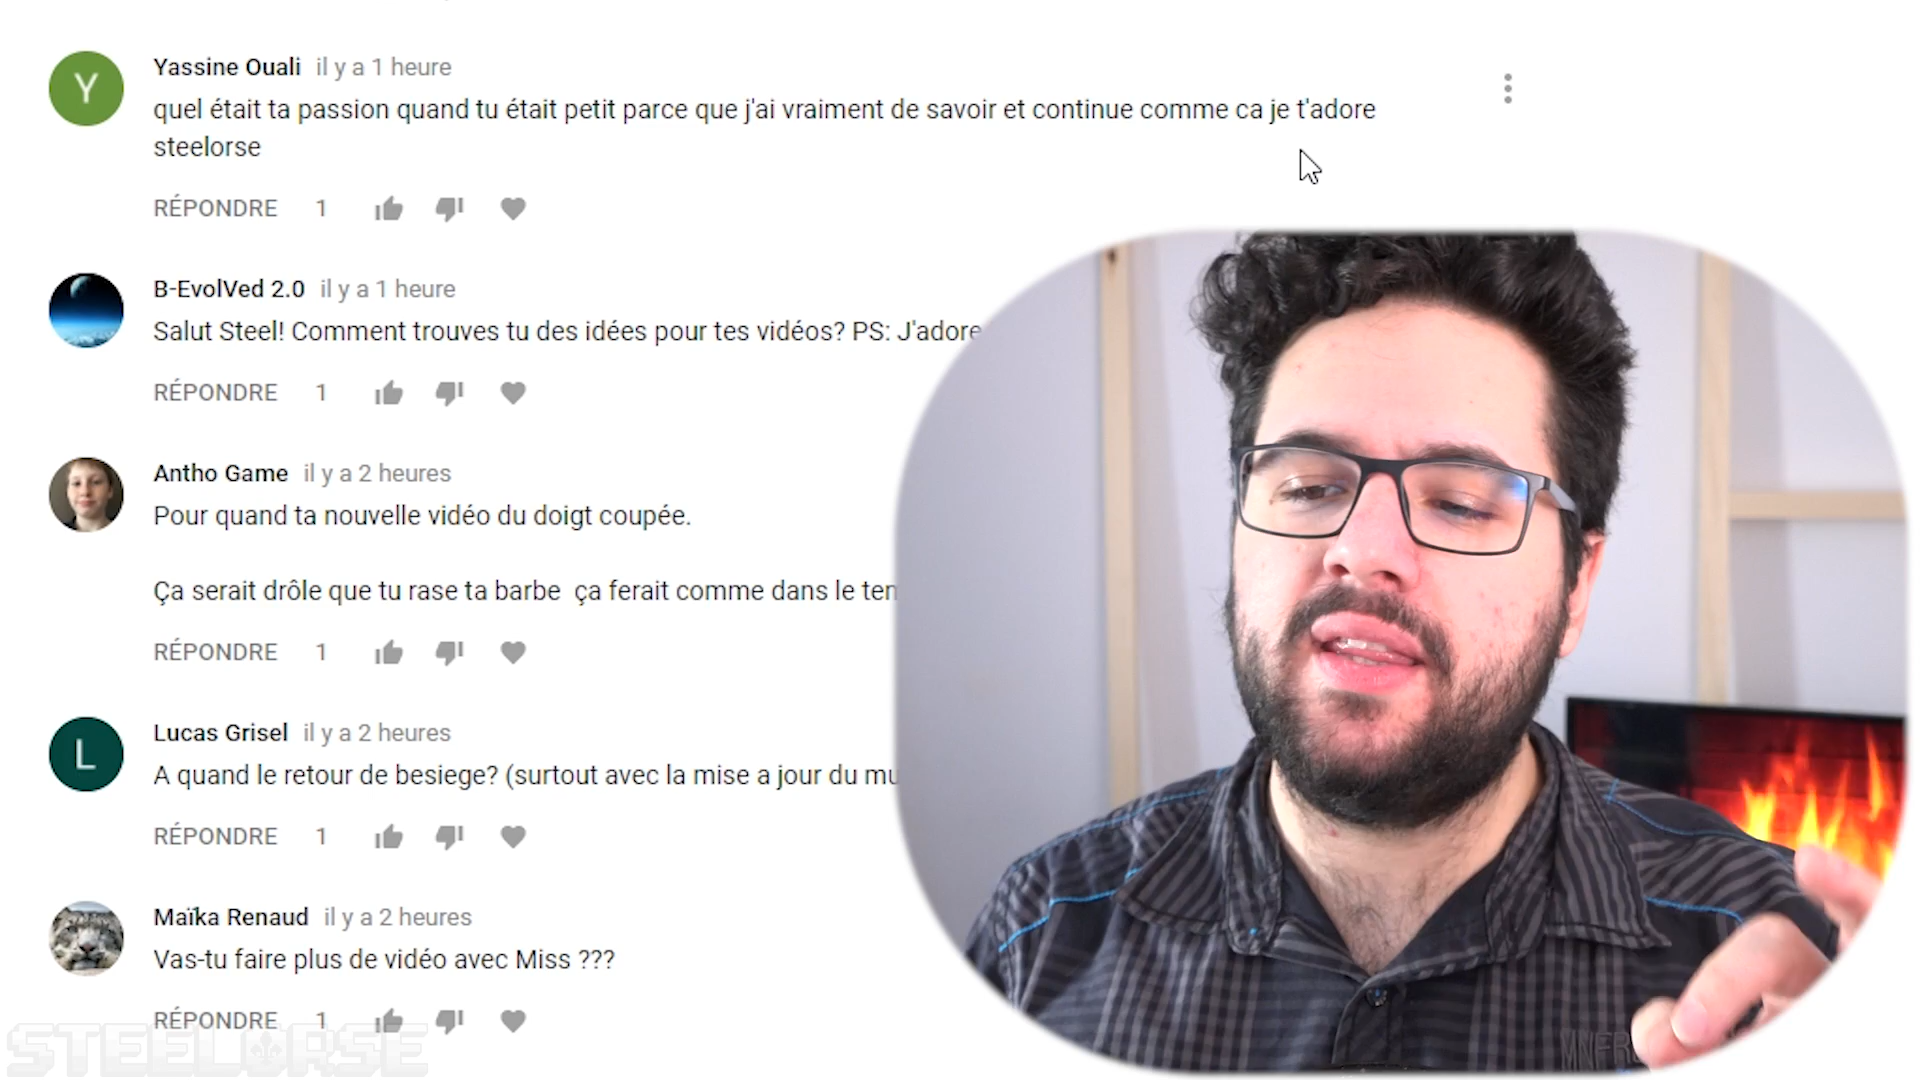 Y
Yassine Ouali il y a 1 heure
quel était ta passion quand tu était petit parce que j'ai vraiment de savoir et continue comme ca je t'adore
steelorse
RÉPONDRE 1
B-EvolVed 2.0 il y a 1 heure
Salut Steel! Comment trouves tu des idées pour tes vidéos? PS: J'adore
RÉPONDRE 1
Antho Game il y a 2 heures
Pour quand ta nouvelle vidéo du doigt coupée.
Ça serait drôle que tu rase ta barbe ça ferait comme dans le
RÉPONDRE 1
L
Lucas Grisel il y a 2 heures
A quand le retour de besiege? (surtout avec la mise a jour du
RÉPONDRE 1
Maïka Renaud il y a 2 heures
Vas-tu faire plus de vidéo avec Miss ???
RÉPONDRE 1
STEELORSE